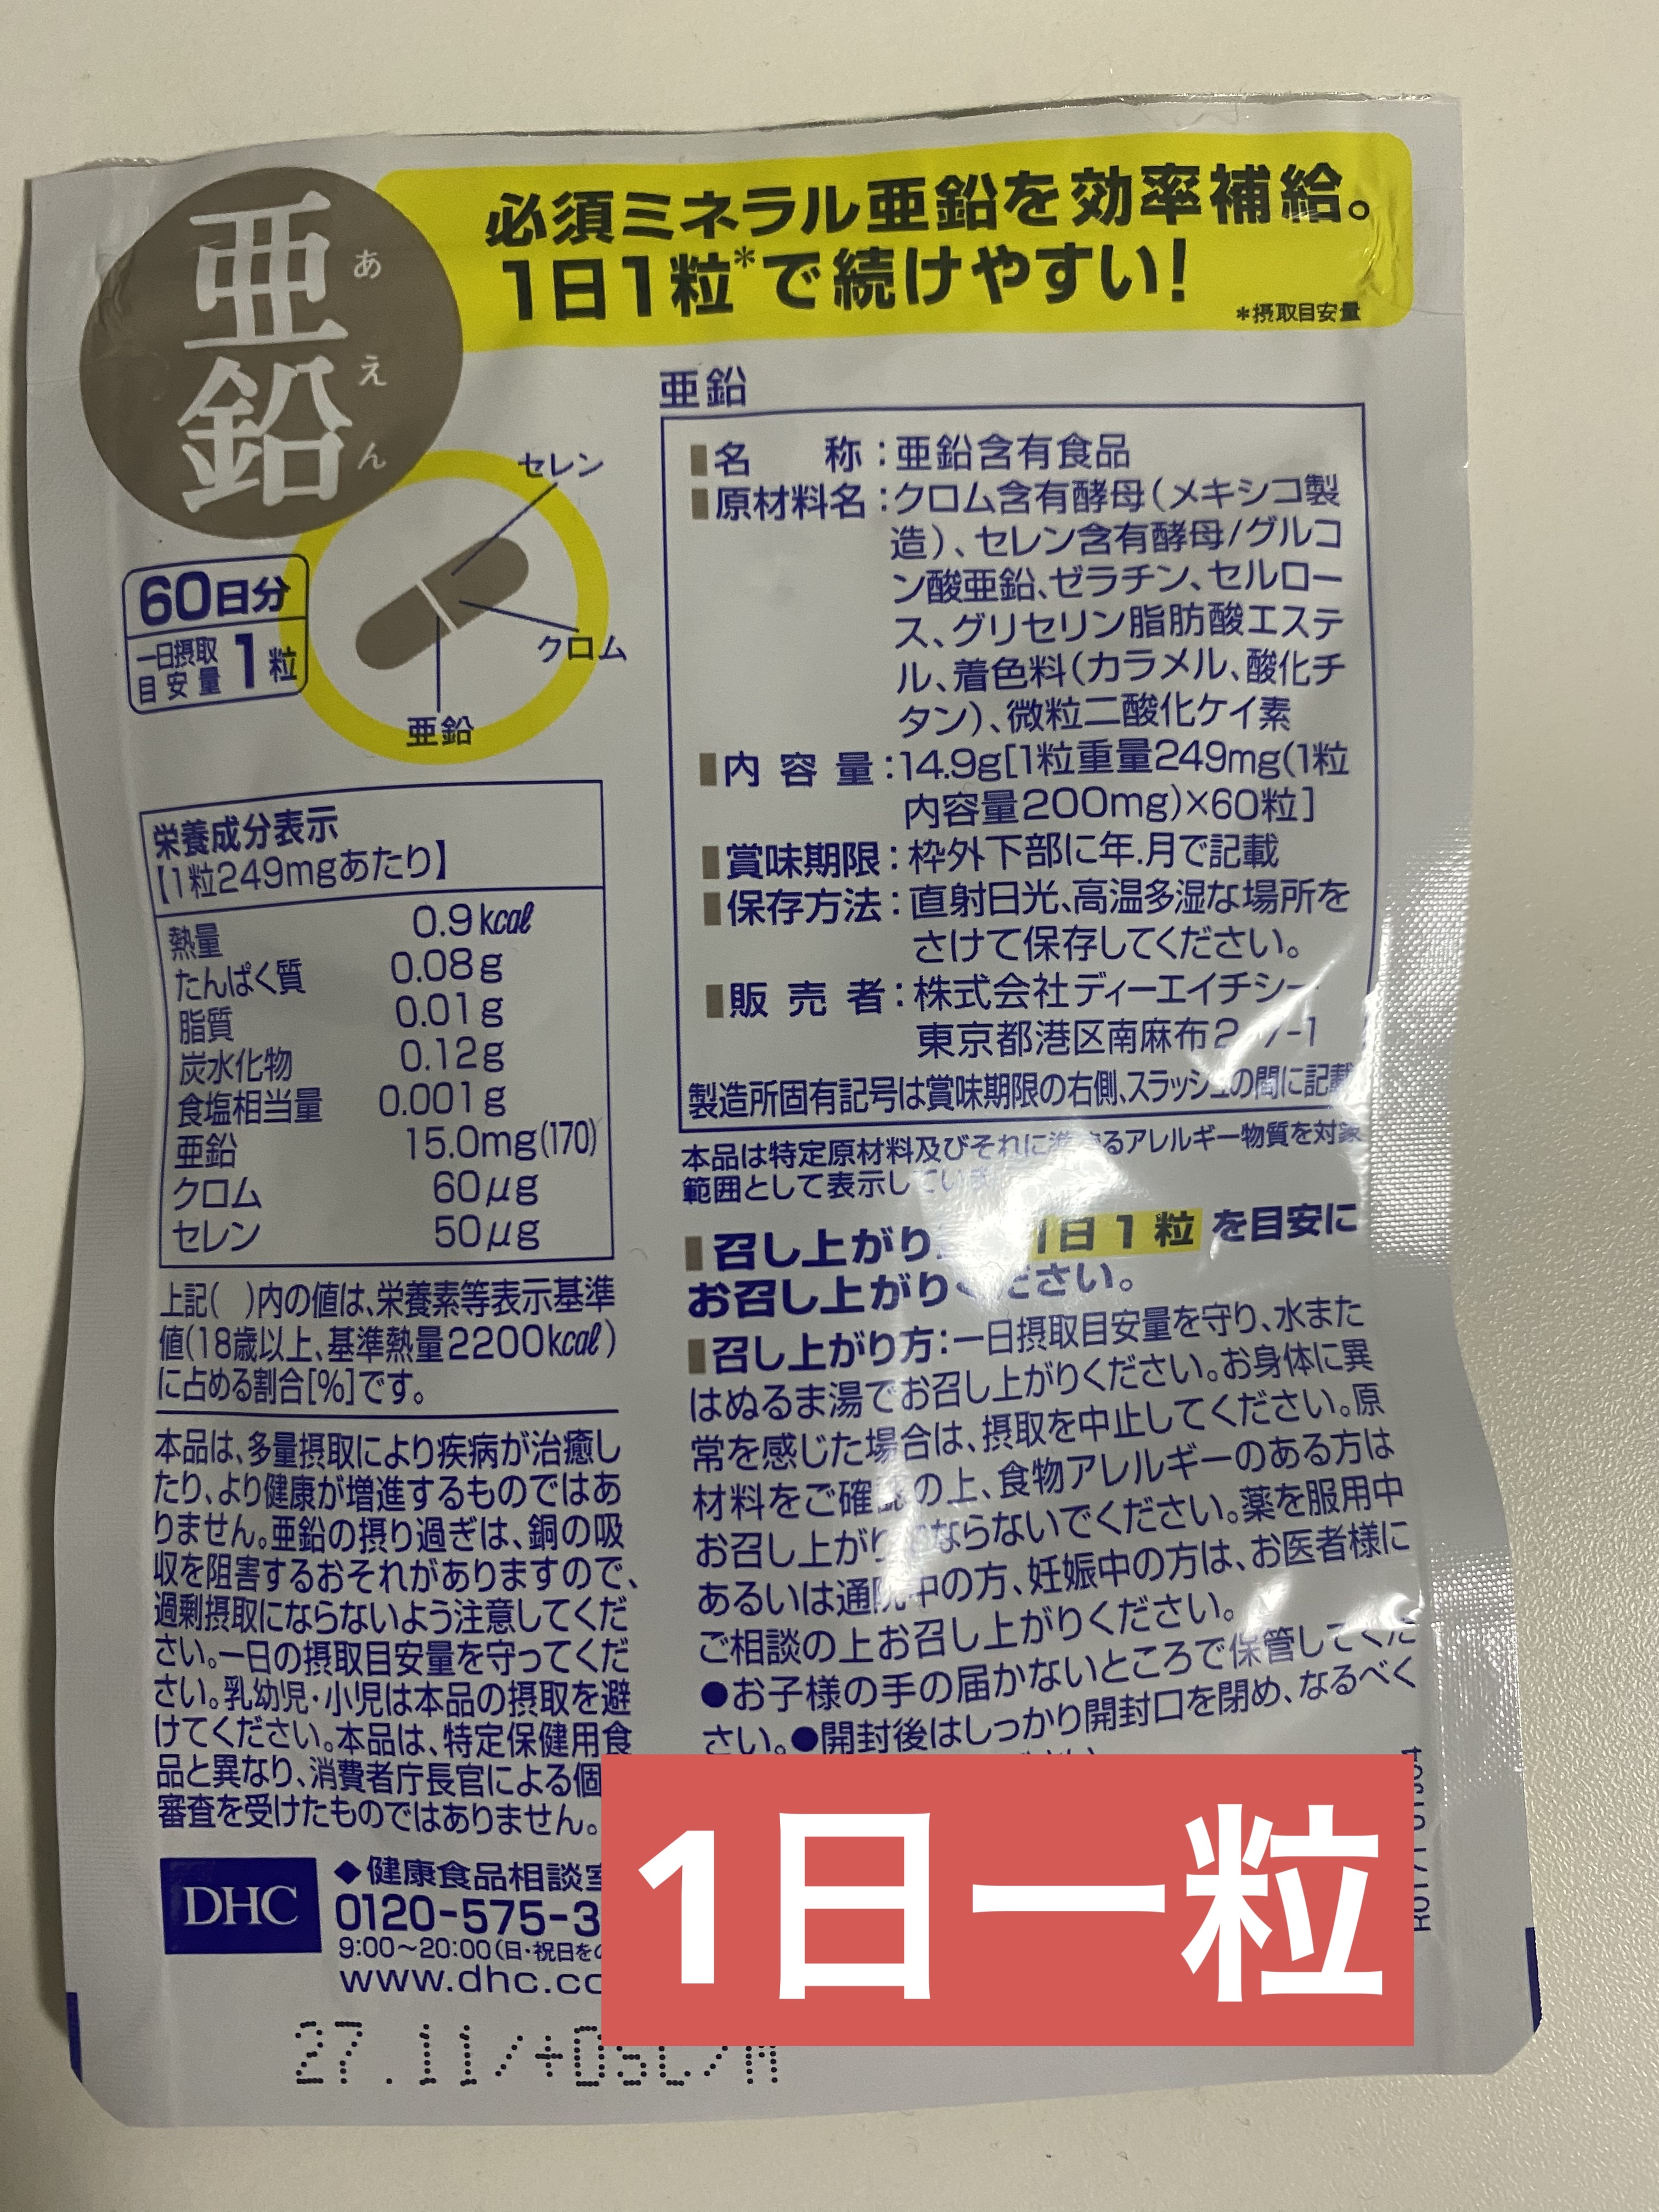 亜鉛
あえん
必須ミネラル亜鉛を効率補給。
1日1粒*で続けやすい!
*摂取目安量
60日分
一日摂取
目安量
1粒
セレン
クロム
亜鉛
栄養成分表示
【1粒249mgあたり】
熱量 0.9kcal
たんぱく質 0.08g
脂質 0.01g
炭水化物 0.12g
食塩相当量 0.001g
亜鉛 15.0mg(170)
クロム 60μg
セレン 50μg
上記( )内の値は、栄養素等表示基準
値(18歳以上、基準熱量2200kcal)
に占める割合[%]です。
本品は、多量摂取により疾病が治癒し
たり、より健康が増進するものではあ
りません。亜鉛の摂り過ぎは、銅の吸
収を阻害するおそれがありますので、
過剰摂取にならないよう注意してくだ
さい。一日の摂取目安量を守ってくだ
さい。乳幼児・小児は本品の摂取を避
けてください。本品は、特定保健用食
品と異なり、消費者庁長官による個
審査を受けたものではありません。
DHC
◆健康食品相談室
0120-575-3
9:00~20:00(日・祝日を
www.dhc.co
27.11/+
亜鉛
名称:亜鉛含有食品
原材料名:クロム含有酵母(メキシコ製
造)、セレン含有酵母/グルコ
ン酸亜鉛、ゼラチン、セルロー
ス、グリセリン脂肪酸エステ
ル、着色料(カラメル、酸化チ
タン)、微粒二酸化ケイ素
内容量:14.9g[1粒重量249mg(1粒
内容量200mg)×60粒]
賞味期限:枠外下部に年.月で記載
保存方法:直射日光、高温多湿な場所を
さけて保存してください。
販売者:株式会社ディーエイチシー
東京都港区南麻布2-7-1
製造所固有記号は賞味期限の右側、スラッシュの間に記載
本品は特定原材料及びそれに準ずるアレルギー物質を対象
範囲として表示してい
召し上がり 1日1粒を目安に
お召し上がりください。
召し上がり方:一日摂取目安量を守り、水また
はぬるま湯でお召し上がりください。お身体に異
常を感じた場合は、摂取を中止してください。原
材料をご確認の上、食物アレルギーのある方は
お召し上がりにならないでください。薬を服用中
あるいは通院中の方、妊娠中の方は、お医者様に
ご相談の上お召し上がりください。
●お子様の手の届かないところで保管してくだ
さい。●開封後はしっかり開封口を閉め、なるべく
1日一粒